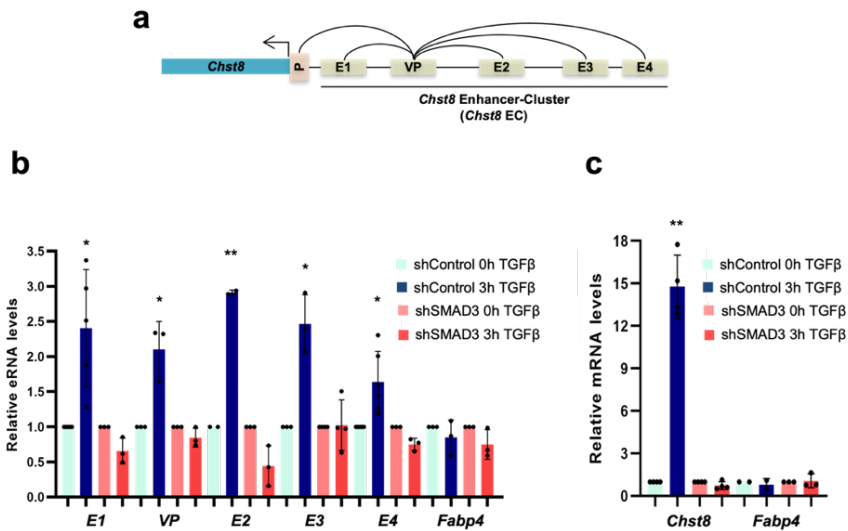 a
Chst8
P
E1
VP
E2
E3
E4
Chst8 Enhancer-Cluster
(Chst8 EC)
b
Relative eRNA levels
3.5
3.0
2.5
2.0
1.5
1.0
0.5
0.0
*
*
**
*
*
shControl 0h TGFβ
shControl 3h TGFβ
shSMAD3 0h TGFβ
shSMAD3 3h TGFβ
E1
VP
E2
E3
E4
Fabp4
c
Relative mRNA levels
18
15
12
9
6
3
0
**
shControl 0h TGFβ
shControl 3h TGFβ
shSMAD3 0h TGFβ
shSMAD3 3h TGFβ
Chst8
Fabp4